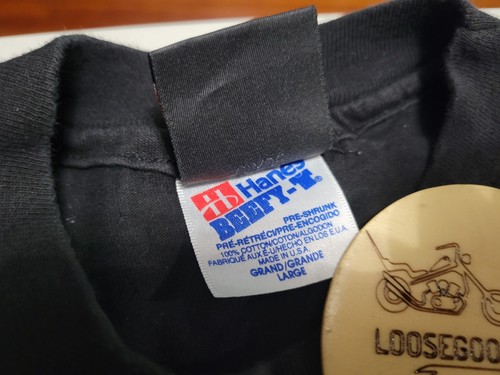 Hanes
BEEFY-T®
PRE-SHRUNK
PRÉ-RÉTRÉCI/PRE-ENCOGIDO
100% COTTON/COTON/ALGODON
FABRIQUÉ AUX É-U/HECHO EN LOS E.U.A.
MADE IN U.S.A.
GRAND/GRANDE
LARGE
LOOSEGOO